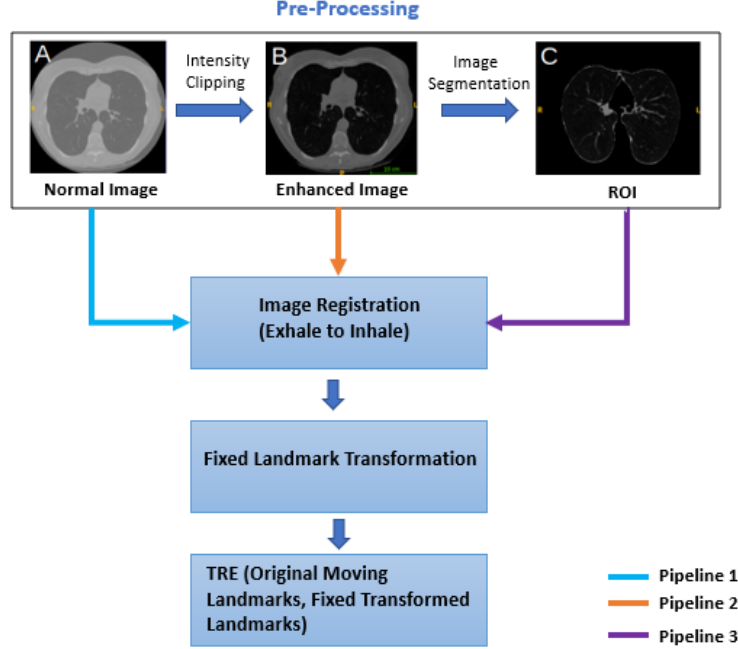 Pre-Processing
A
Intensity
Clipping
B
Image
Segmentation
C
R
L
R
L
R
L
Normal Image
Enhanced Image
ROI
Image Registration
(Exhale to Inhale)
Fixed Landmark Transformation
TRE (Original Moving
Landmarks, Fixed Transformed
Landmarks)
Pipeline 1
Pipeline 2
Pipeline 3